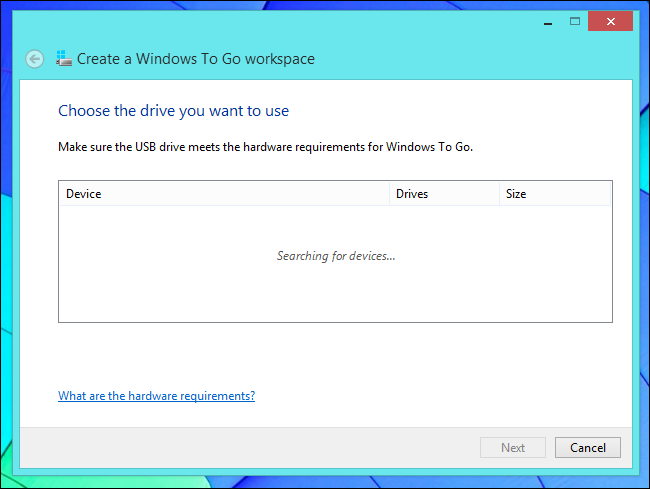 Create a Windows To Go workspace
Choose the drive you want to use
Make sure the USB drive meets the hardware requirements for Windows To Go.
Device Drives Size
Searching for devices...
What are the hardware requirements?
Next Cancel